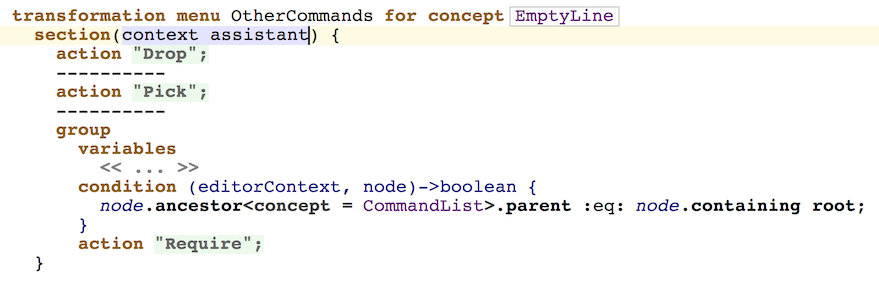 transformation menu OtherCommands for concept EmptyLine
section(context assistant) {
action "Drop";
----------
action "Pick";
----------
group
variables
<< ... >>
condition (editorContext, node)->boolean {
node.ancestor<concept = CommandList>.parent :eq: node.containing root;
}
action "Require";
}